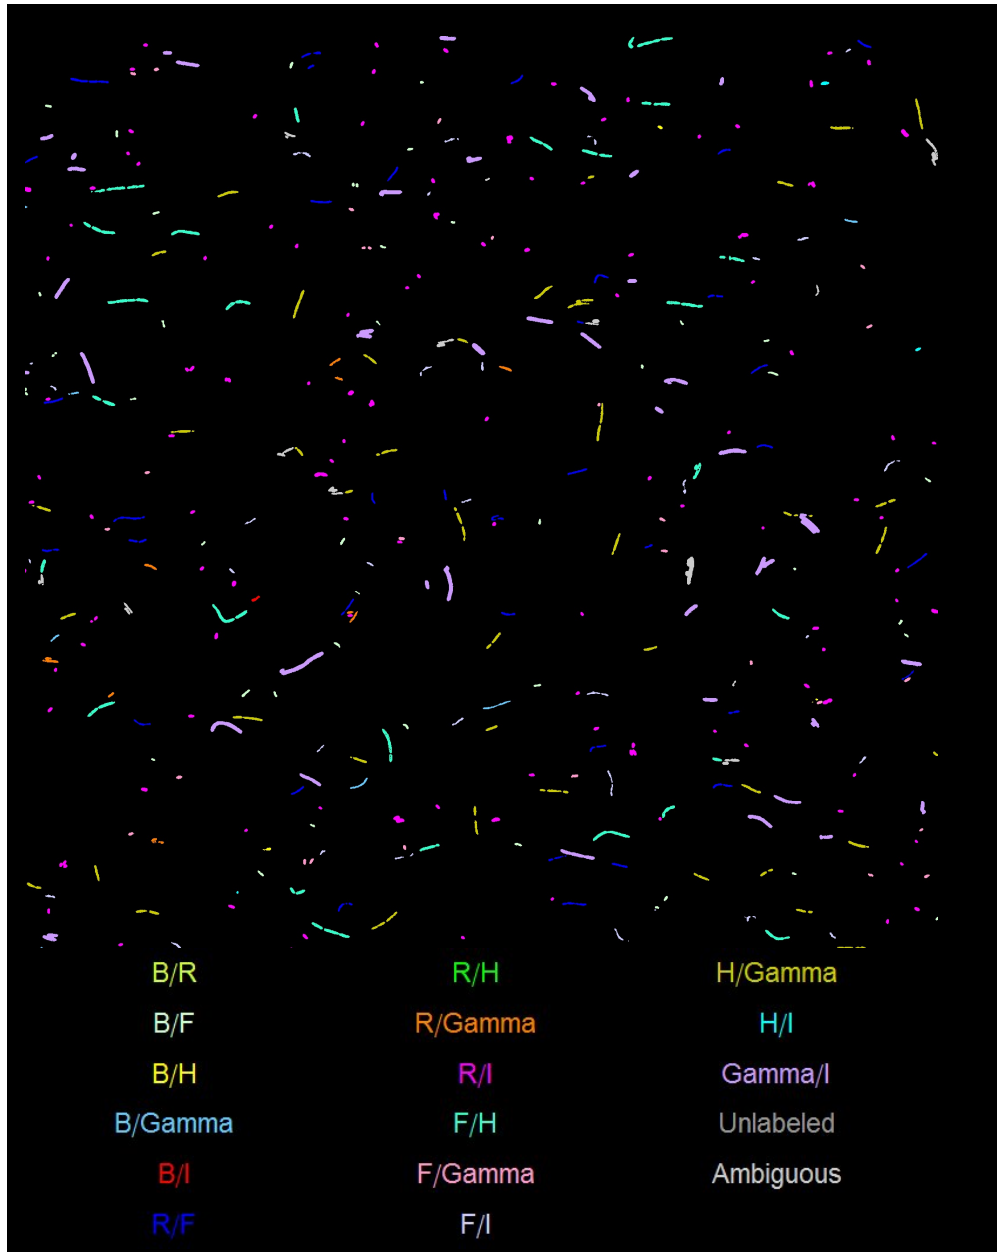 B/R R/H H/Gamma
B/F R/Gamma H/I
B/H R/I Gamma/I
B/Gamma F/H Unlabeled
B/I F/Gamma Ambiguous
R/F F/I